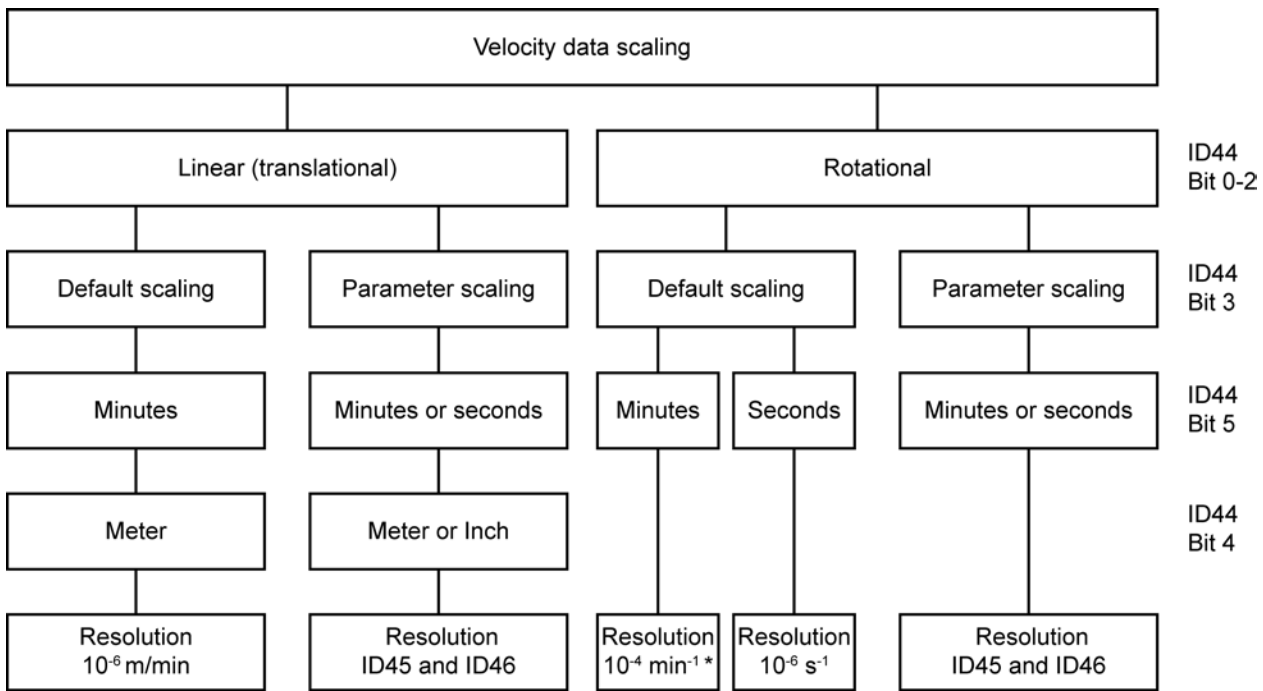 Velocity data scaling
Linear (translational)
Rotational
ID44
Bit 0-2
Default scaling
Parameter scaling
Default scaling
Parameter scaling
ID44
Bit 3
Minutes
Minutes or seconds
Minutes
Seconds
Minutes or seconds
ID44
Bit 5
Meter
Meter or Inch
ID44
Bit 4
Resolution
10⁻⁶ m/min
Resolution
ID45 and ID46
Resolution
10⁻⁴ min⁻¹ *
Resolution
10⁻⁶ s⁻¹
Resolution
ID45 and ID46